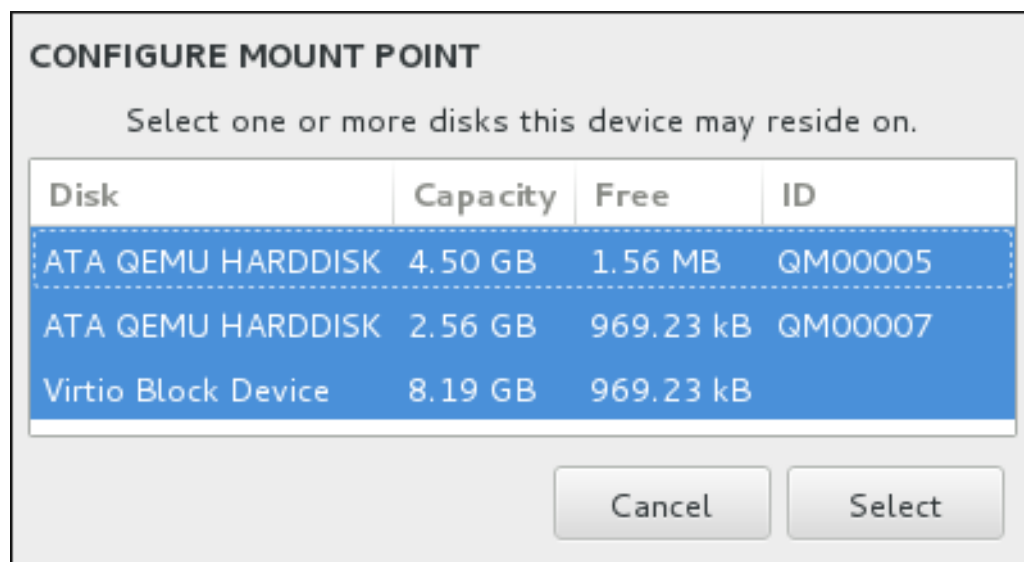 CONFIGURE MOUNT POINT
Select one or more disks this device may reside on.
Disk Capacity Free ID
ATA QEMU HARDDISK 4.50 GB 1.56 MB QM00005
ATA QEMU HARDDISK 2.56 GB 969.23 kB QM00007
Virtio Block Device 8.19 GB 969.23 kB
Cancel Select